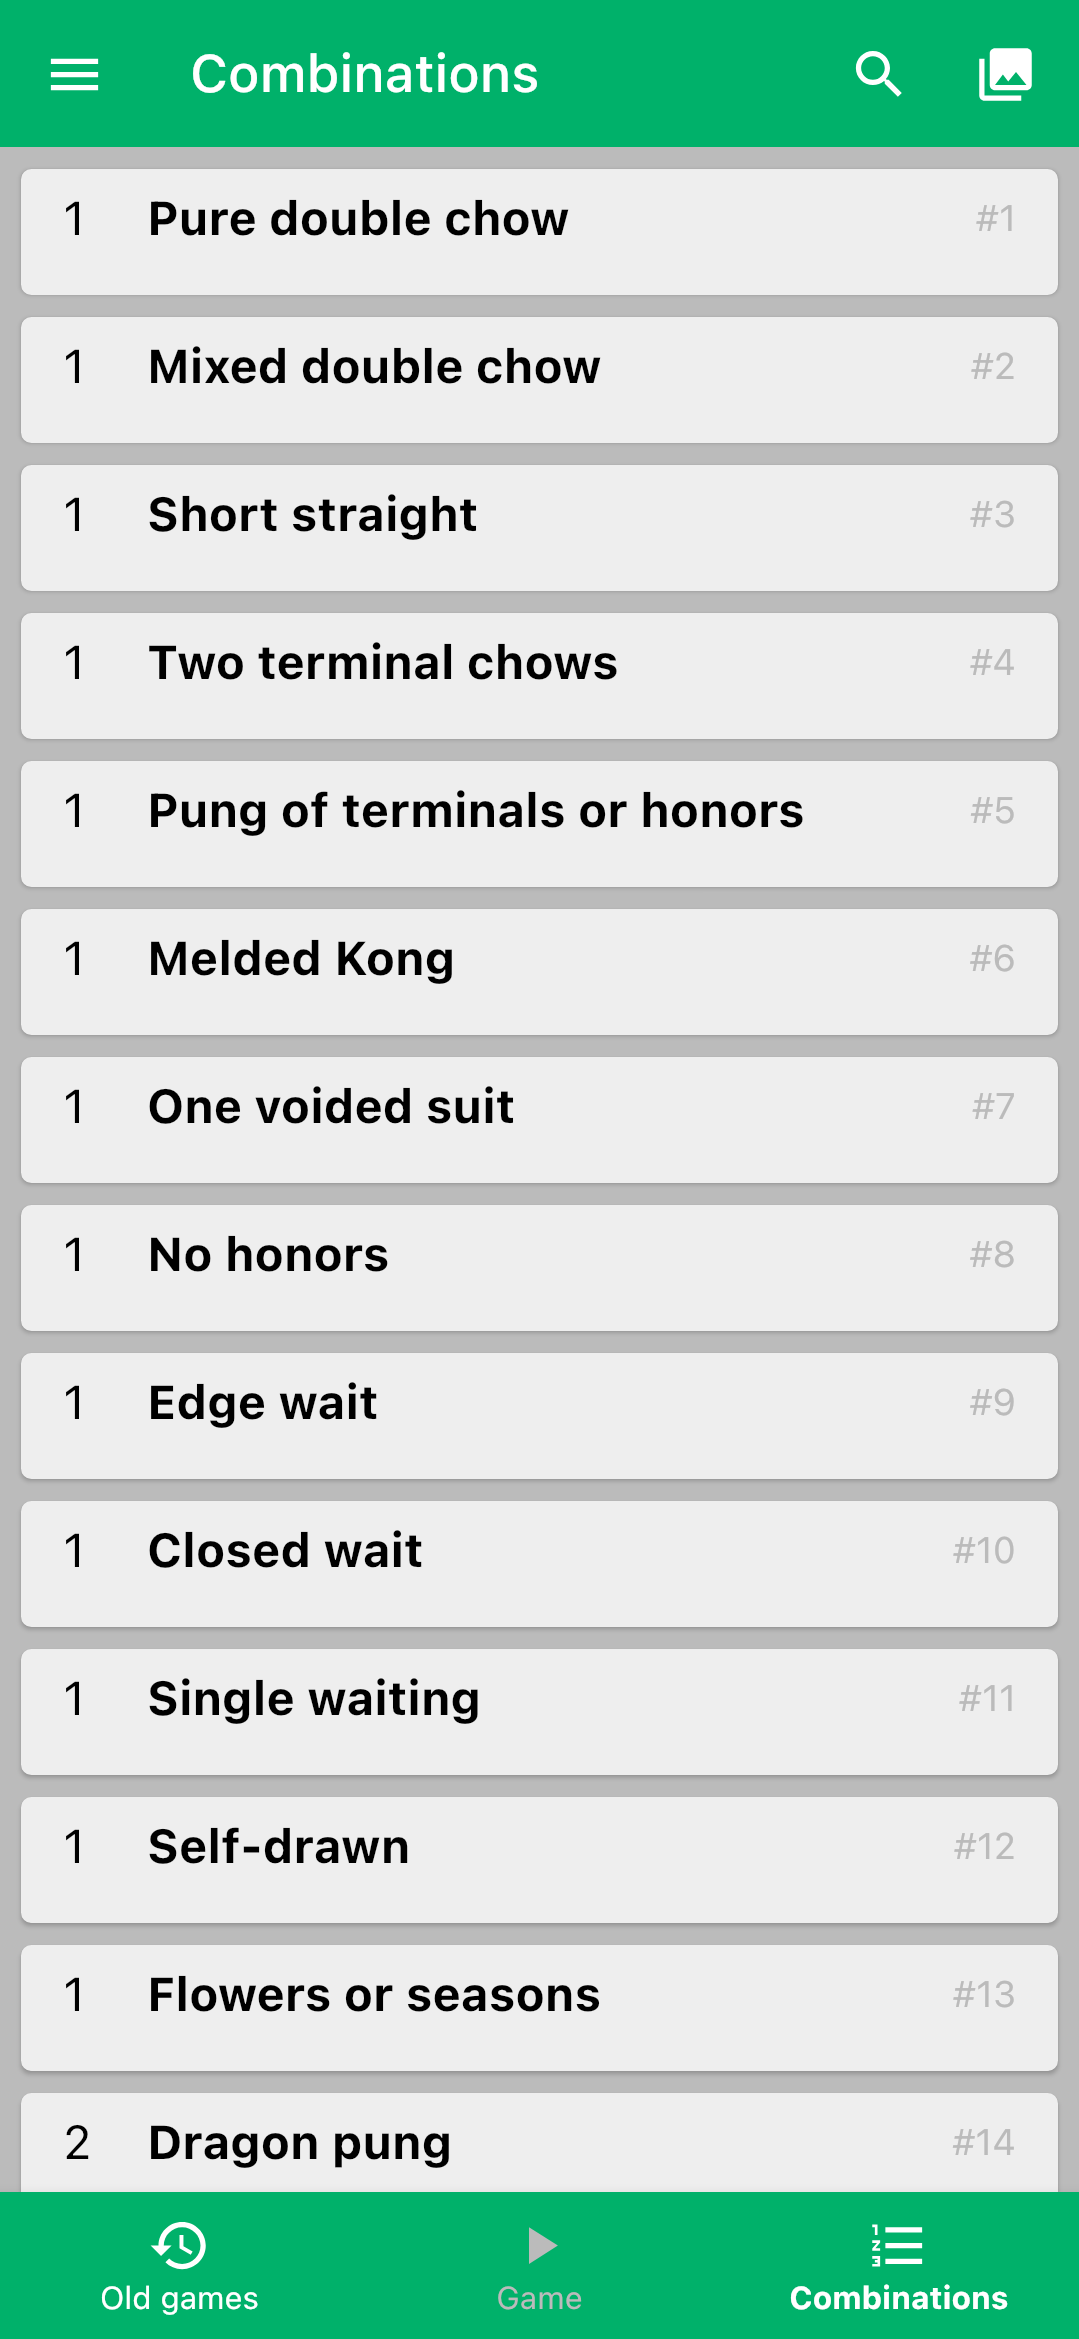 Combinations
1 Pure double chow #1
1 Mixed double chow #2
1 Short straight #3
1 Two terminal chows #4
1 Pung of terminals or honors #5
1 Melded Kong #6
1 One voided suit #7
1 No honors #8
1 Edge wait #9
1 Closed wait #10
1 Single waiting #11
1 Self-drawn #12
1 Flowers or seasons #13
2 Dragon pung #14
Old games Game Combinations